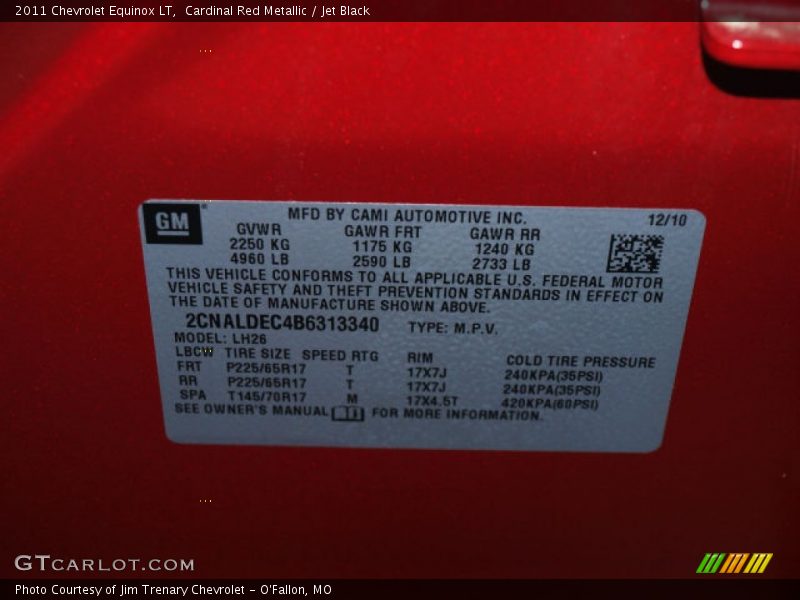 2011 Chevrolet Equinox LT,  Cardinal Red Metallic / Jet Black
GM
MFD BY CAMI AUTOMOTIVE INC. 12/10
GVWR GAWR FRT GAWR RR
2250 KG 1175 KG 1240 KG
4960 LB 2590 LB 2733 LB
THIS VEHICLE CONFORMS TO ALL APPLICABLE U.S. FEDERAL MOTOR
VEHICLE SAFETY AND THEFT PREVENTION STANDARDS IN EFFECT ON
THE DATE OF MANUFACTURE SHOWN ABOVE.
2CNALDEC4B6313340 TYPE: M.P.V.
MODEL: LH26
LBCW TIRE SIZE SPEED RTG RIM COLD TIRE PRESSURE
FRT P225/65R17 T 17X7J 240KPA(35PSI)
RR P225/65R17 T 17X7J 240KPA(35PSI)
SPA T145/70R17 M 17X4.5T 420KPA(60PSI)
SEE OWNER'S MANUAL FOR MORE INFORMATION.
GTCARLOT.COM
Photo Courtesy of Jim Trenary Chevrolet - O'Fallon, MO